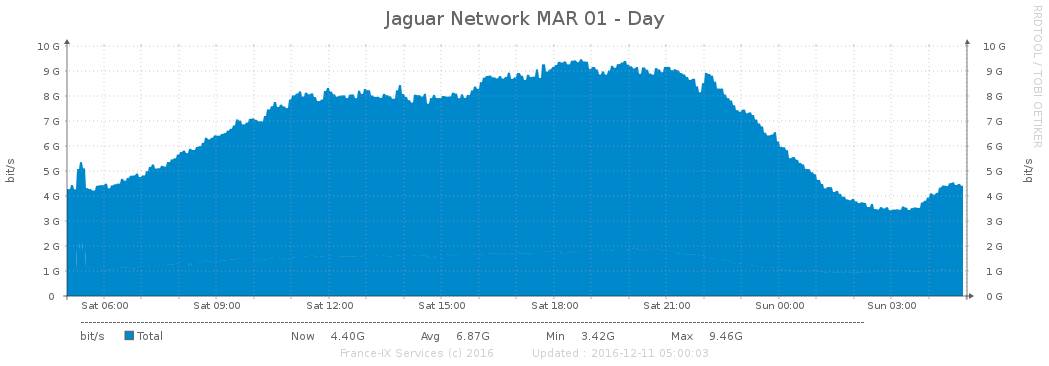 Jaguar Network MAR 01 - Day
RRDTOOL / TOBI OETIKER
bit/s
10 G
9 G
8 G
7 G
6 G
5 G
4 G
3 G
2 G
1 G
0
10 G
9 G
8 G
7 G
6 G
5 G
4 G
3 G
2 G
1 G
0 G
bit/s
Sat 06:00 Sat 09:00 Sat 12:00 Sat 15:00 Sat 18:00 Sat 21:00 Sun 00:00 Sun 03:00
bit/s Total Now 4.40G Avg 6.87G Min 3.42G Max 9.46G
France-IX Services (c) 2016 Updated : 2016-12-11 05:00:03